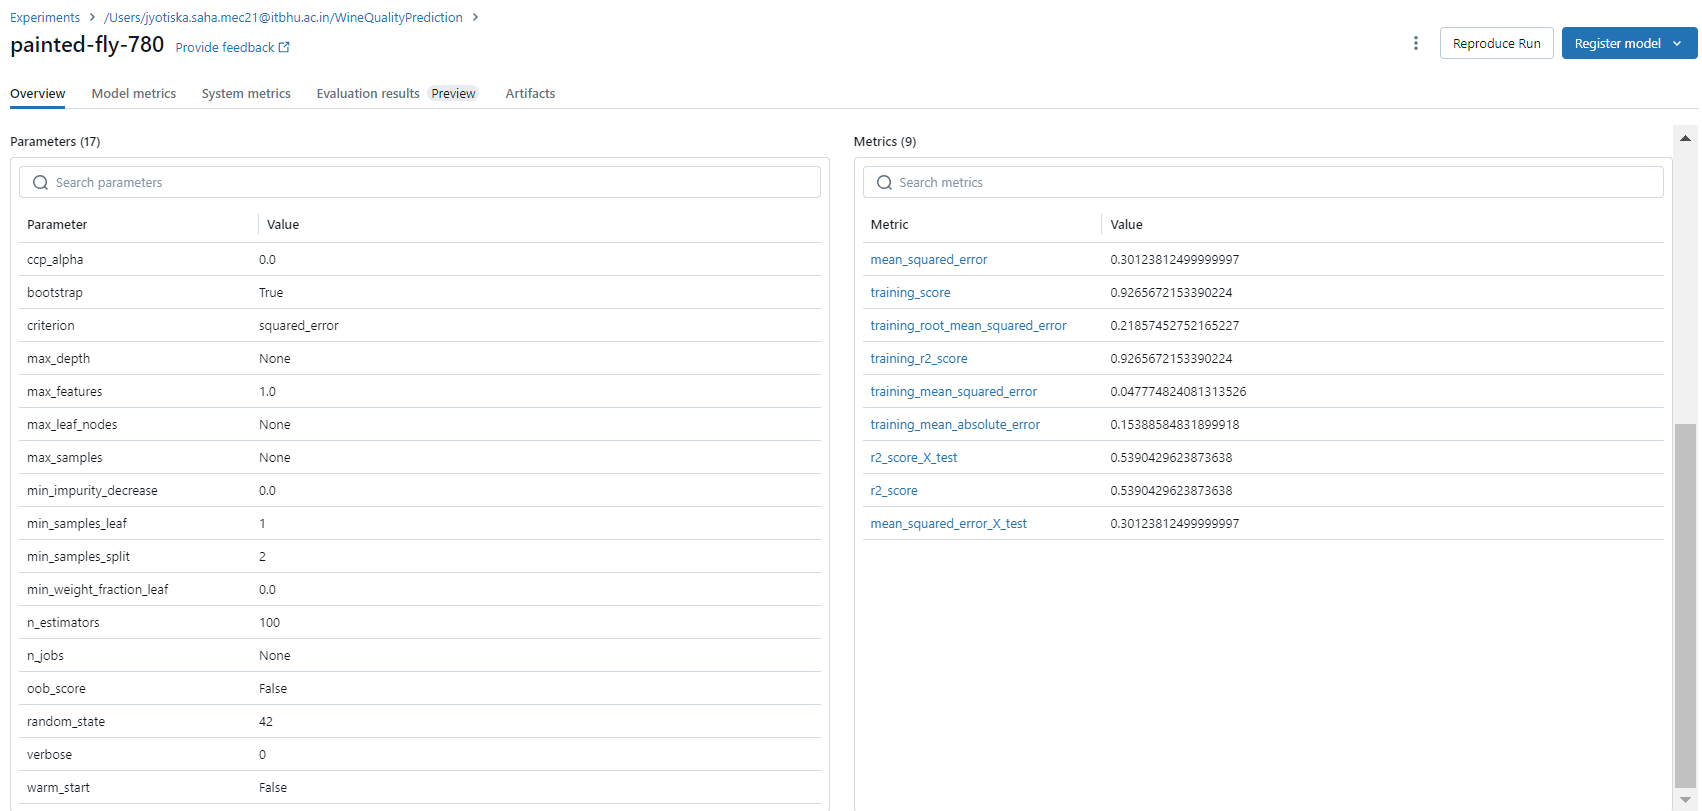 Experiments > /Users/jyotiska.saha.mec21@itbhu.ac.in/WineQualityPrediction >
painted-fly-780 Provide feedback
Reproduce Run
Register model
Overview Model metrics System metrics Evaluation results Preview Artifacts
Parameters (17)
Search parameters
Parameter Value
ccp_alpha 0.0
bootstrap True
criterion squared_error
max_depth None
max_features 1.0
max_leaf_nodes None
max_samples None
min_impurity_decrease 0.0
min_samples_leaf 1
min_samples_split 2
min_weight_fraction_leaf 0.0
n_estimators 100
n_jobs None
oob_score False
random_state 42
verbose 0
warm_start False
Metrics (9)
Search metrics
Metric Value
mean_squared_error 0.30123812499999997
training_score 0.9265672153390224
training_root_mean_squared_error 0.21857452752165227
training_r2_score 0.9265672153390224
training_mean_squared_error 0.047774824081313526
training_mean_absolute_error 0.15388584831899918
r2_score_X_test 0.5390429623873638
r2_score 0.5390429623873638
mean_squared_error_X_test 0.30123812499999997